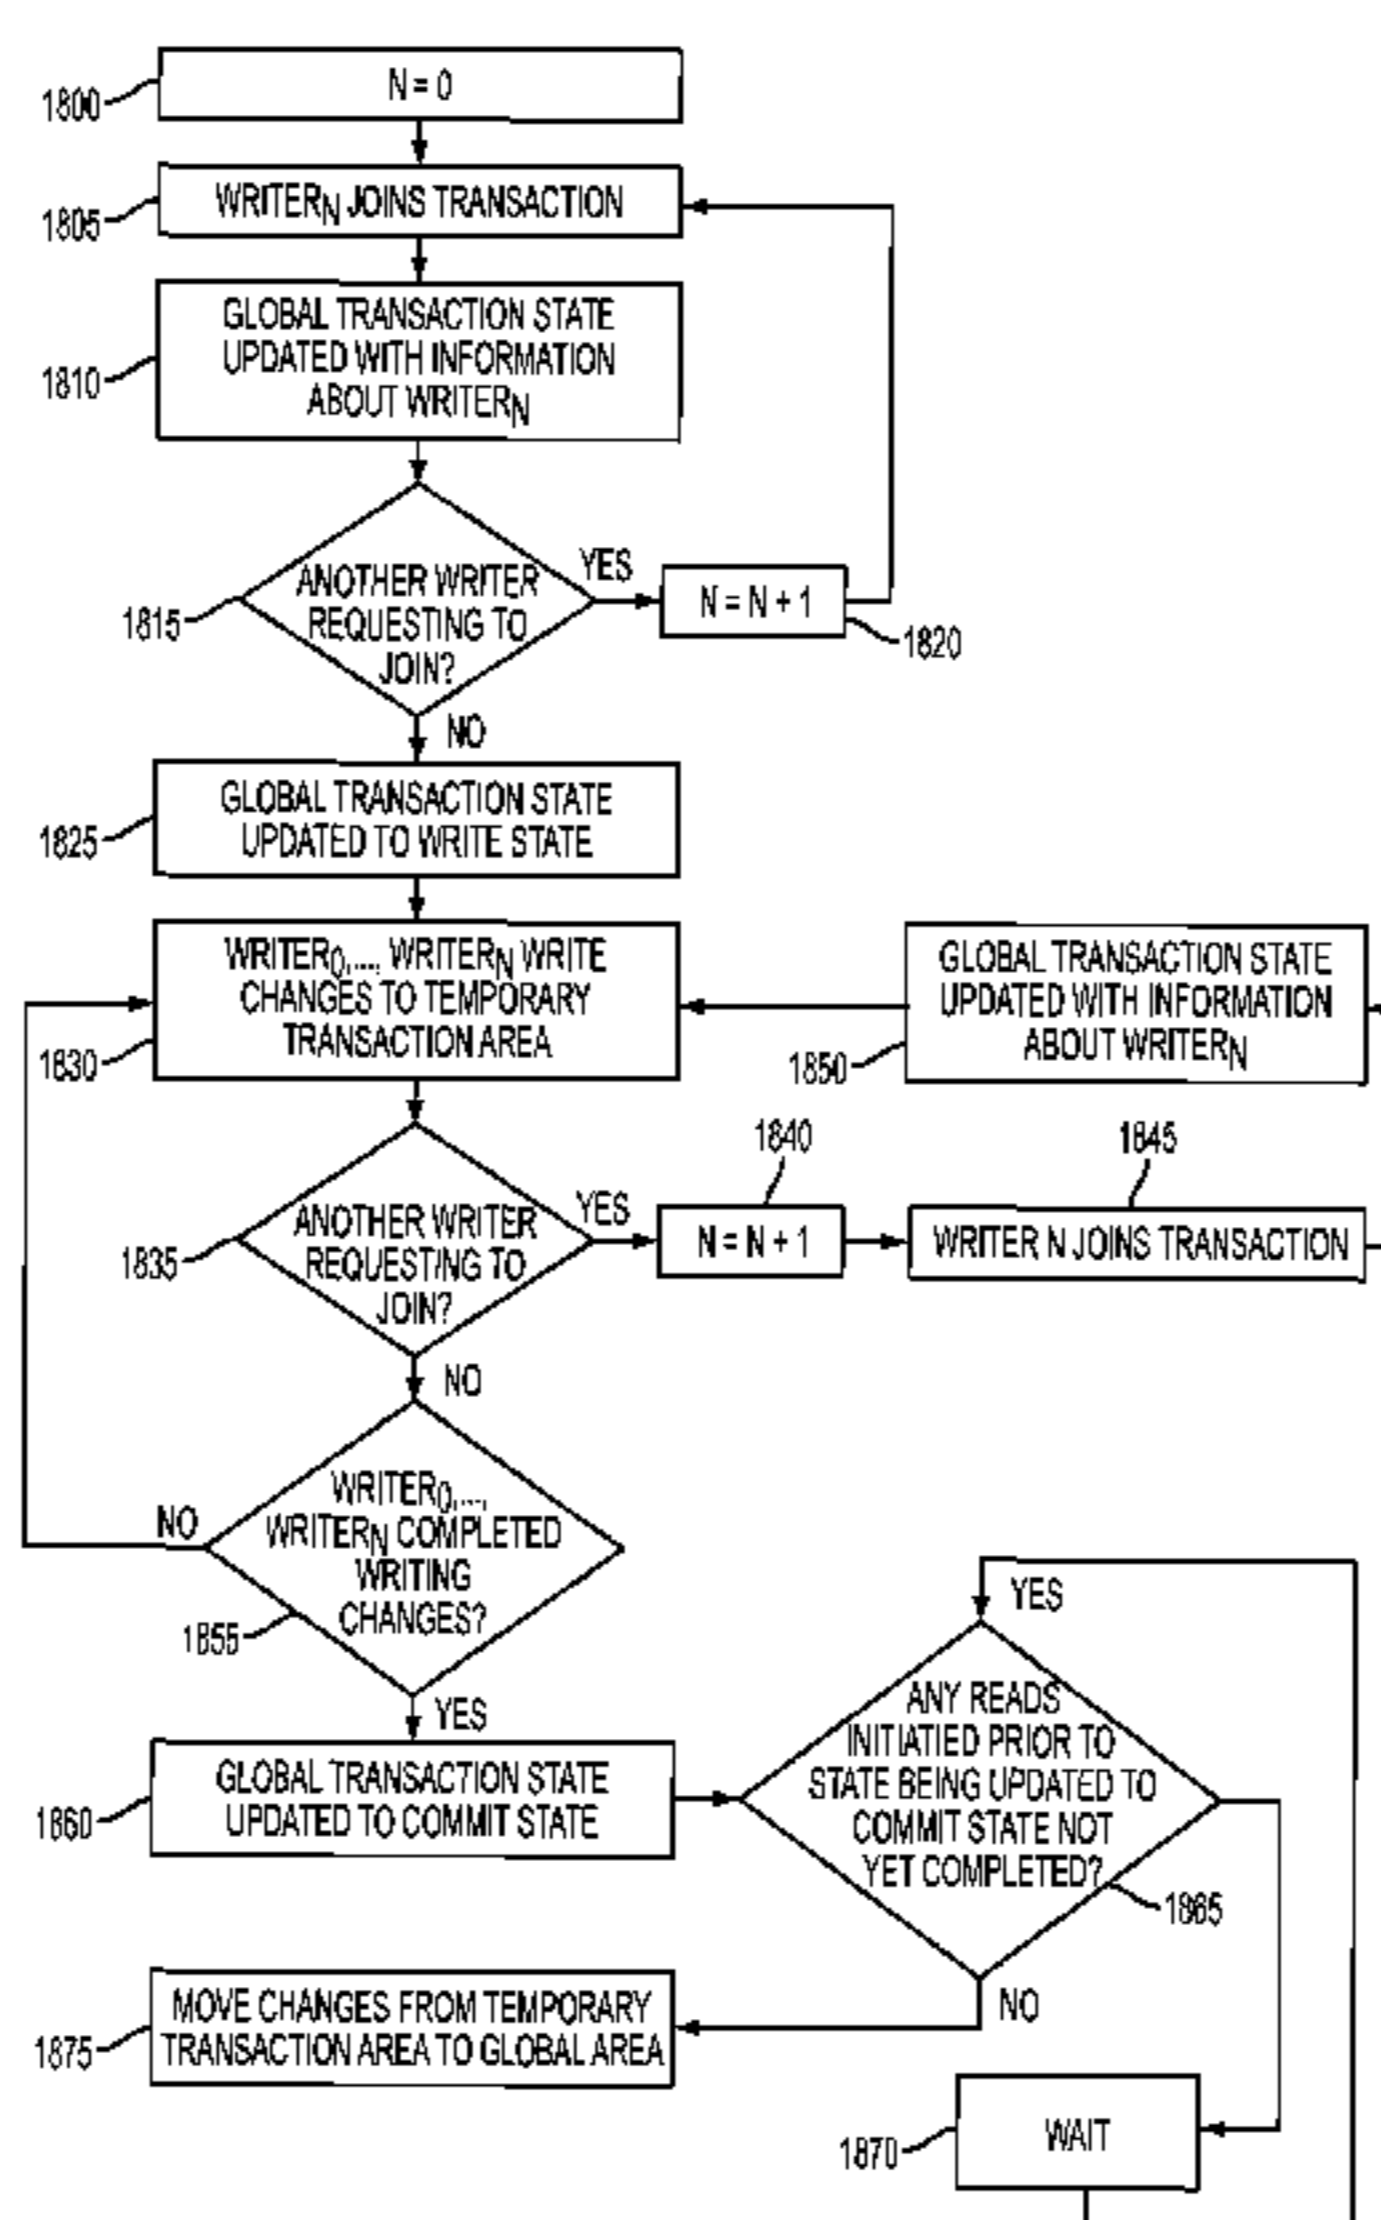 N = 0
1800
WRITERN JOINS TRANSACTION
1805
GLOBAL TRANSACTION STATE
UPDATED WITH INFORMATION
ABOUT WRITERN
1810
ANOTHER WRITER
REQUESTING TO
JOIN?
1815
YES
N = N + 1
1820
NO
GLOBAL TRANSACTION STATE
UPDATED TO WRITE STATE
1825
WRITER0,..., WRITERN WRITE
CHANGES TO TEMPORARY
TRANSACTION AREA
1830
GLOBAL TRANSACTION STATE
UPDATED WITH INFORMATION
ABOUT WRITERN
1850
ANOTHER WRITER
REQUESTING TO
JOIN?
1835
YES
1840
N = N + 1
1845
WRITER N JOINS TRANSACTION
NO
WRITER0,...,
WRITERN COMPLETED
WRITING
CHANGES?
1855
NO
YES
GLOBAL TRANSACTION STATE
UPDATED TO COMMIT STATE
1860
YES
ANY READS
INITIATIED PRIOR TO
STATE BEING UPDATED TO
COMMIT STATE NOT
YET COMPLETED?
1865
NO
MOVE CHANGES FROM TEMPORARY
TRANSACTION AREA TO GLOBAL AREA
1875
WAIT
1870